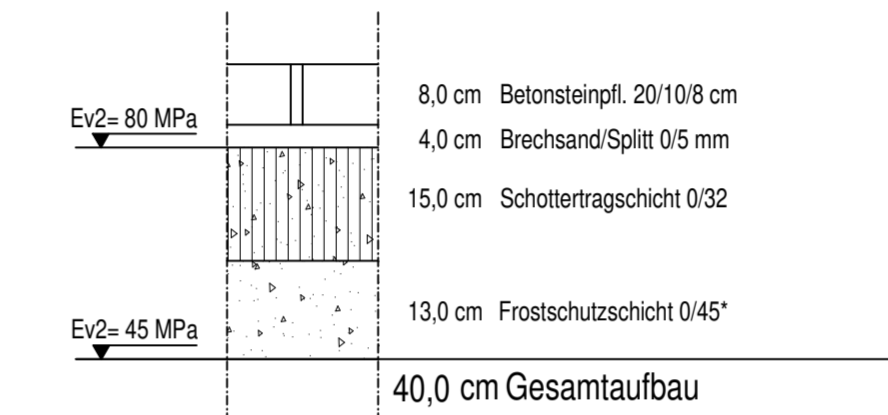 8,0 cm Betonsteinpfl. 20/10/8 cm
Ev2= 80 MPa
4,0 cm Brechsand/Splitt 0/5 mm
15,0 cm Schottertragschicht 0/32
13,0 cm Frostschutzschicht 0/45*
Ev2= 45 MPa
40,0 cm Gesamtaufbau